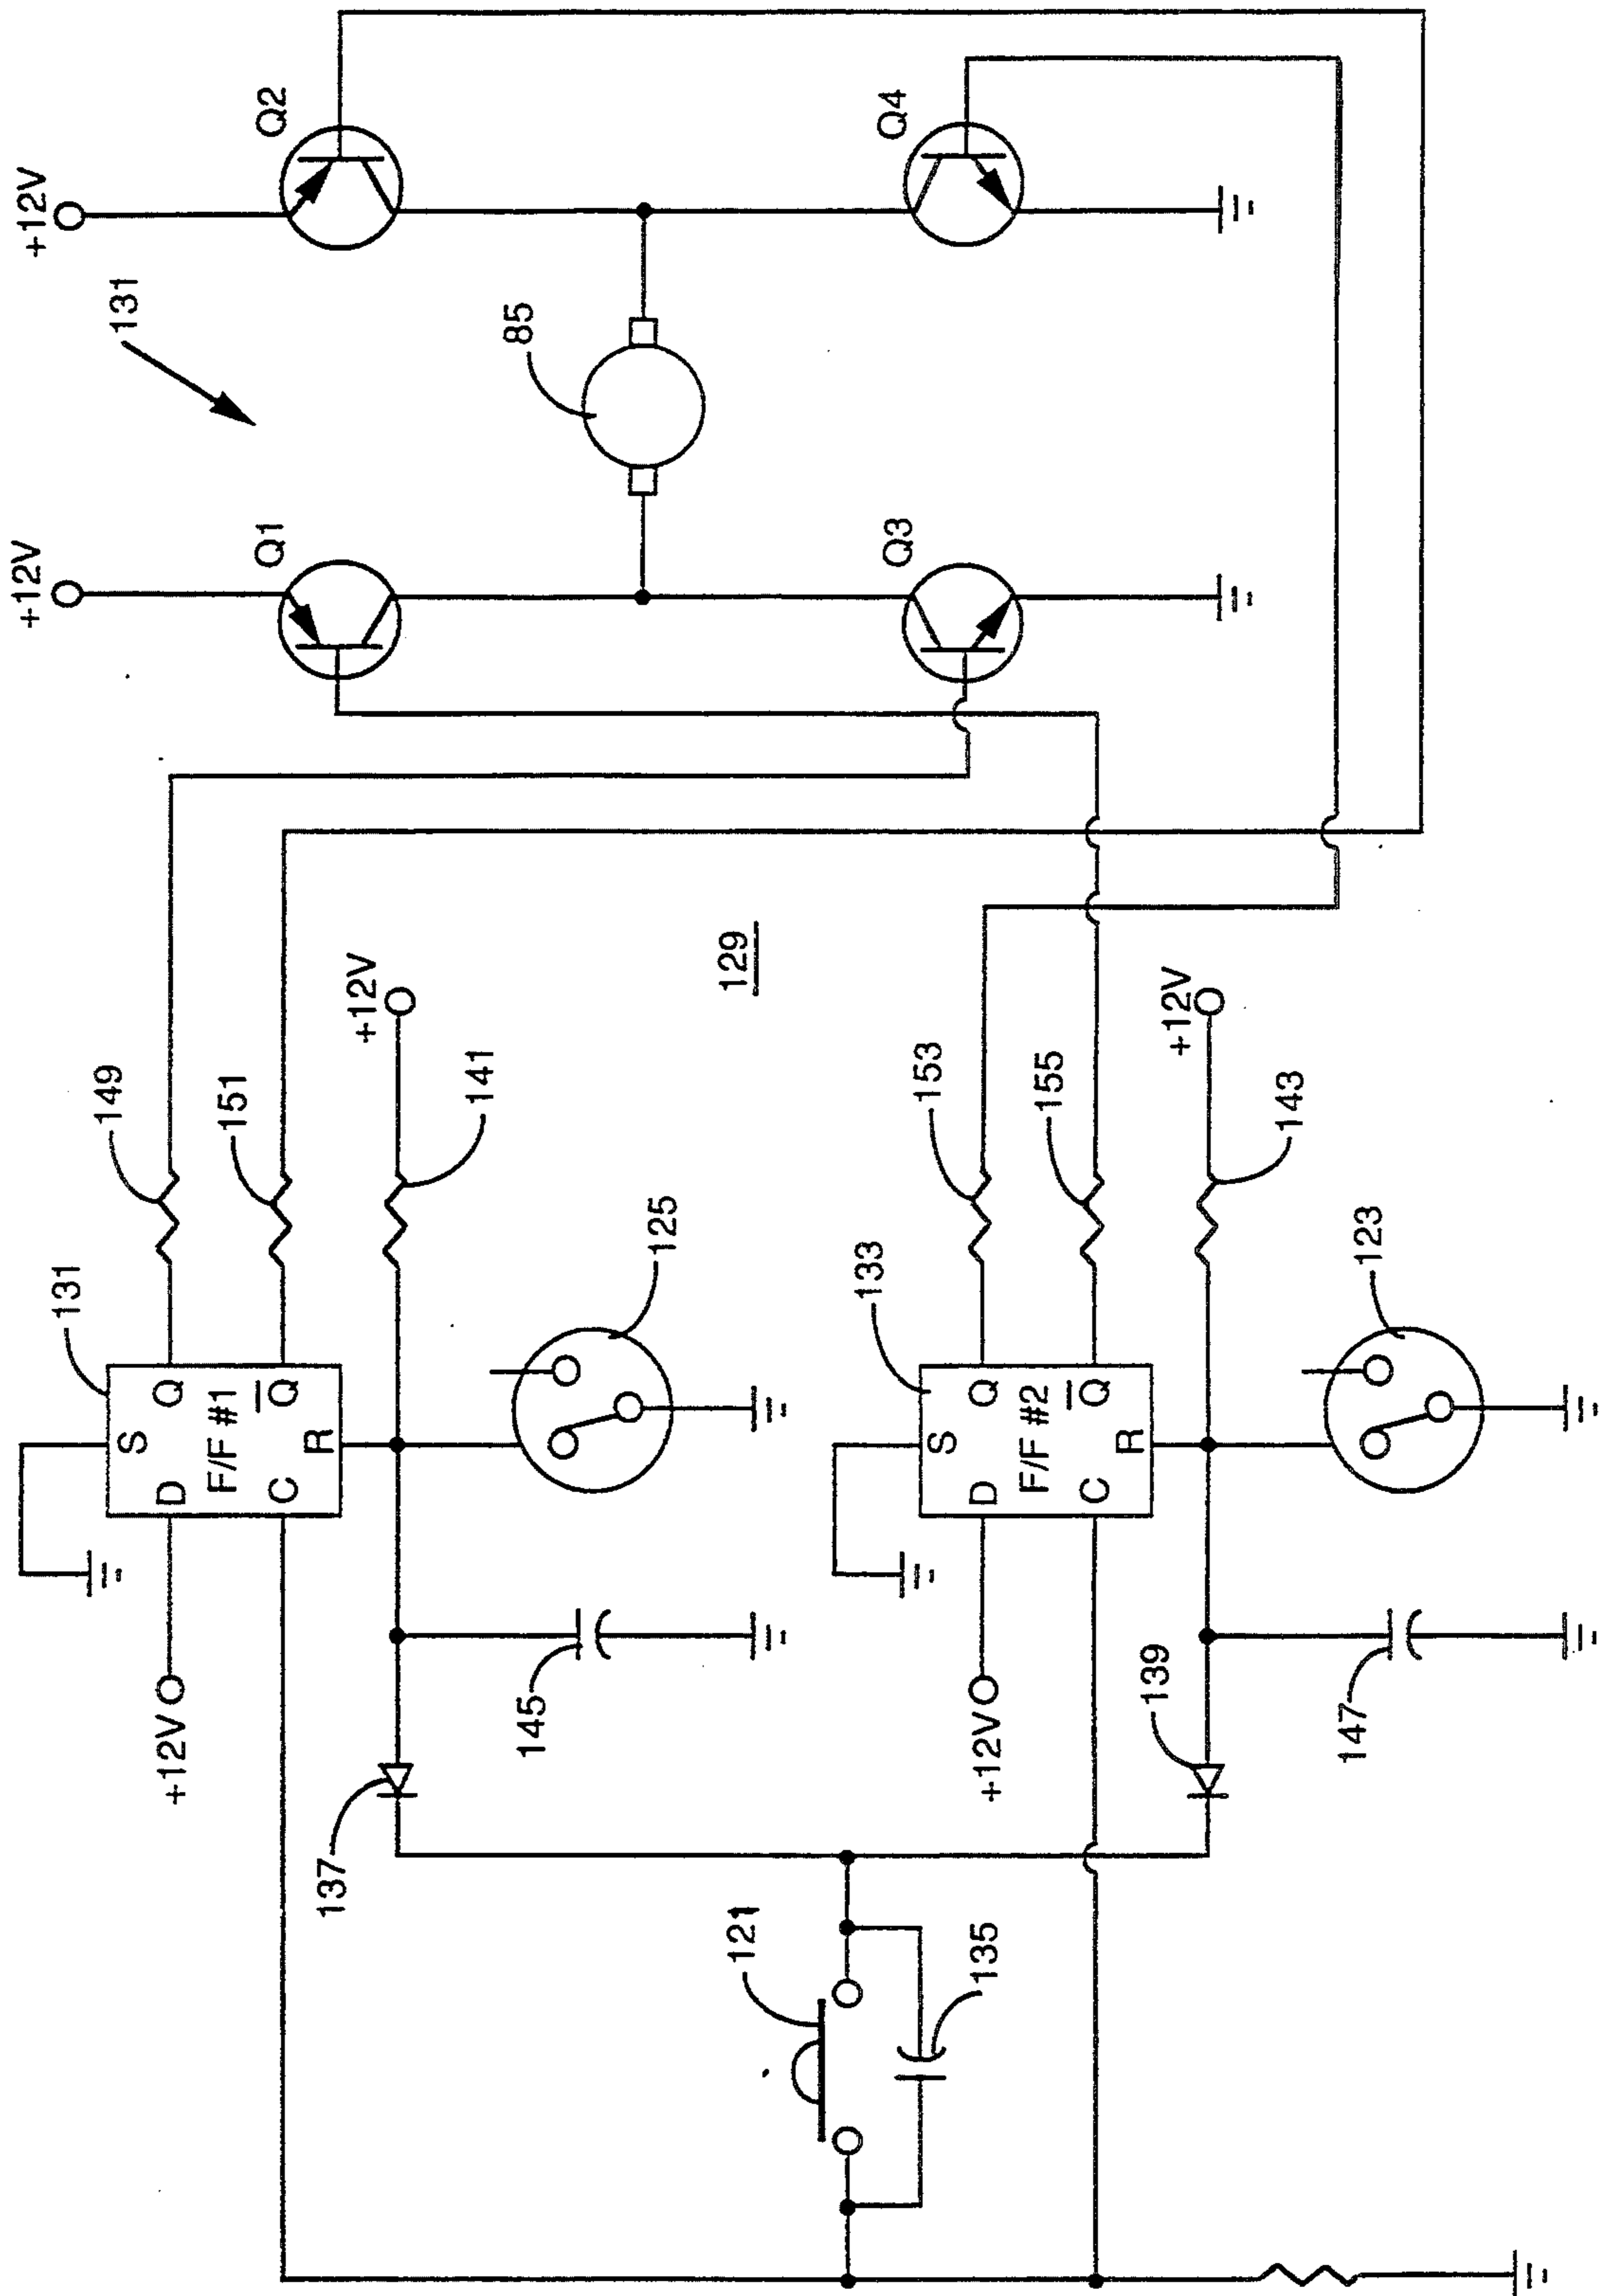 +12V
+12V
131
Q1
Q2
85
Q3
Q4
149
151
+12V
141
129
153
155
+12V
143
131
S
D
Q
F/F #1
C
Q̅
R
125
+12V
145
137
133
S
D
Q
F/F #2
C
Q̅
R
123
+12V
139
147
121
135